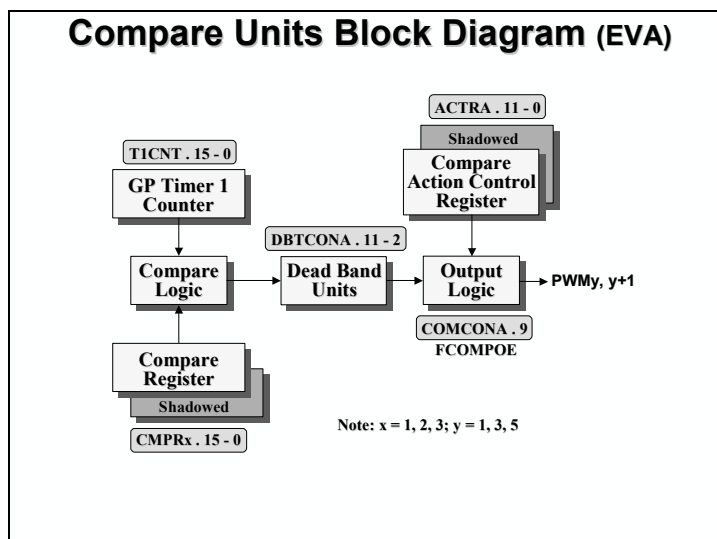 Compare Units Block Diagram (EVA)
ACTRA . 11 - 0
Shadowed
Compare
Action Control
Register
T1CNT . 15 - 0
GP Timer 1
Counter
DBTCONA . 11 - 2
Compare
Logic
Dead Band
Units
Output
Logic
PWMy, y+1
COMCONA . 9
FCOMPOE
Compare
Register
Shadowed
CMPRx . 15 - 0
Note: x = 1, 2, 3; y = 1, 3, 5